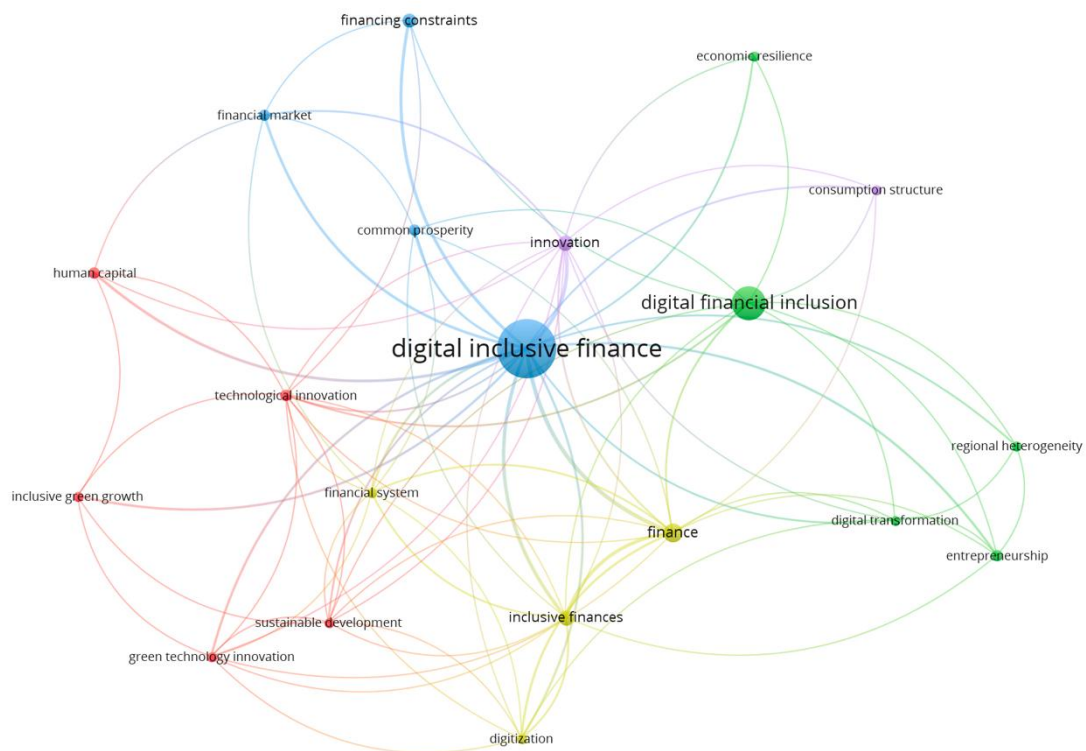 financing constraints
economic resilience
financial market
consumption structure
common prosperity
innovation
human capital
digital financial inclusion
digital inclusive finance
technological innovation
regional heterogeneity
inclusive green growth
financial system
digital transformation
finance
entrepreneurship
inclusive finances
sustainable development
green technology innovation
digitization